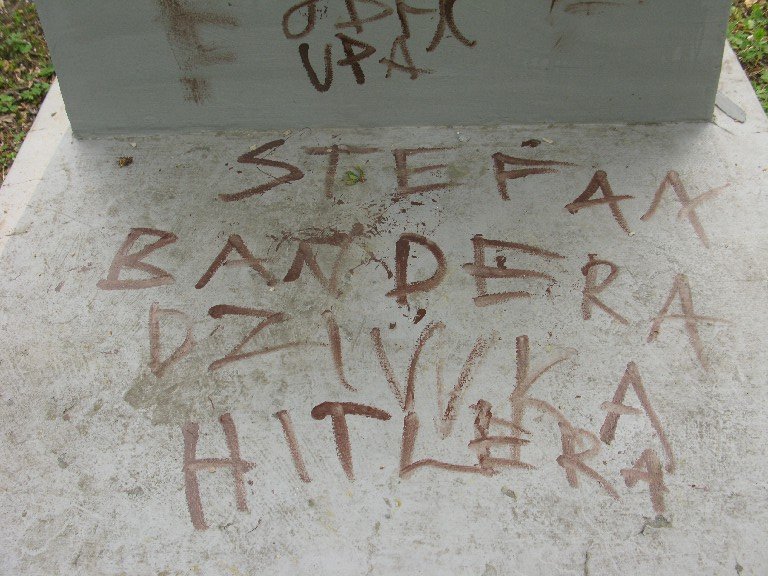 UPA
STEFAN
BANDERA
DZIWKA
HITLERA